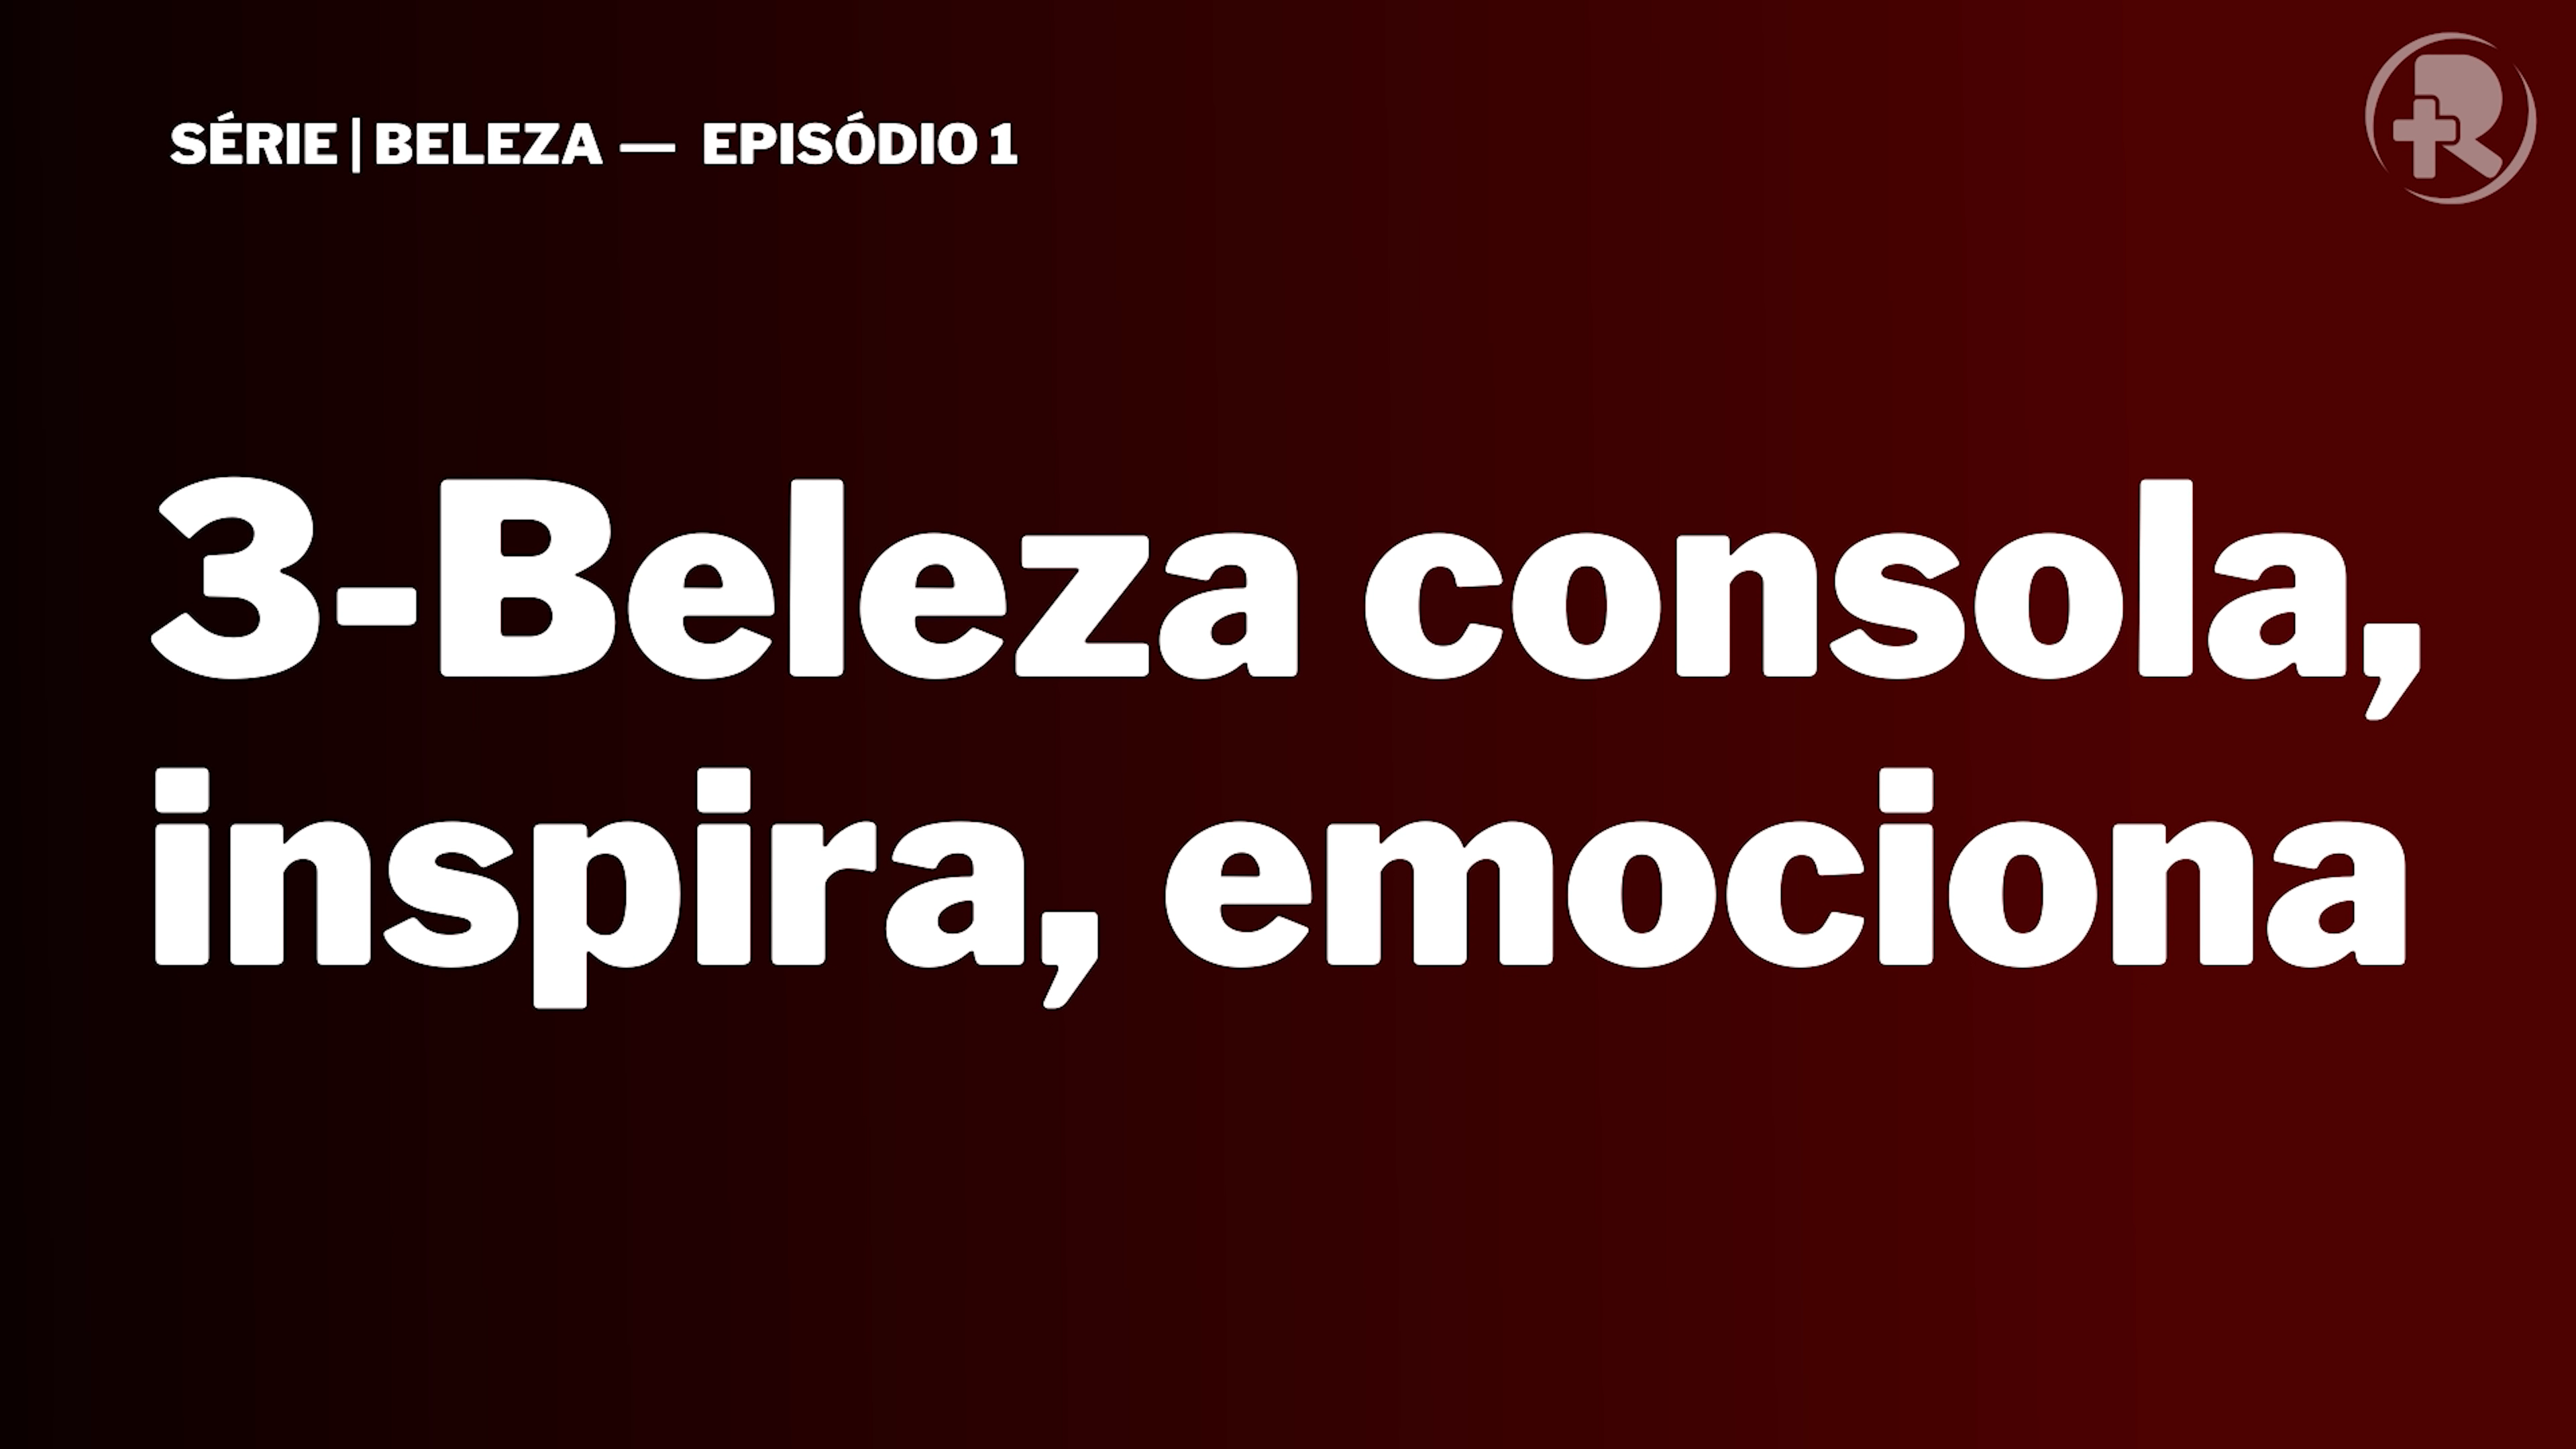 SÉRIE|BELEZA — EPISÓDIO 1
R
3-Beleza consola,
inspira, emociona